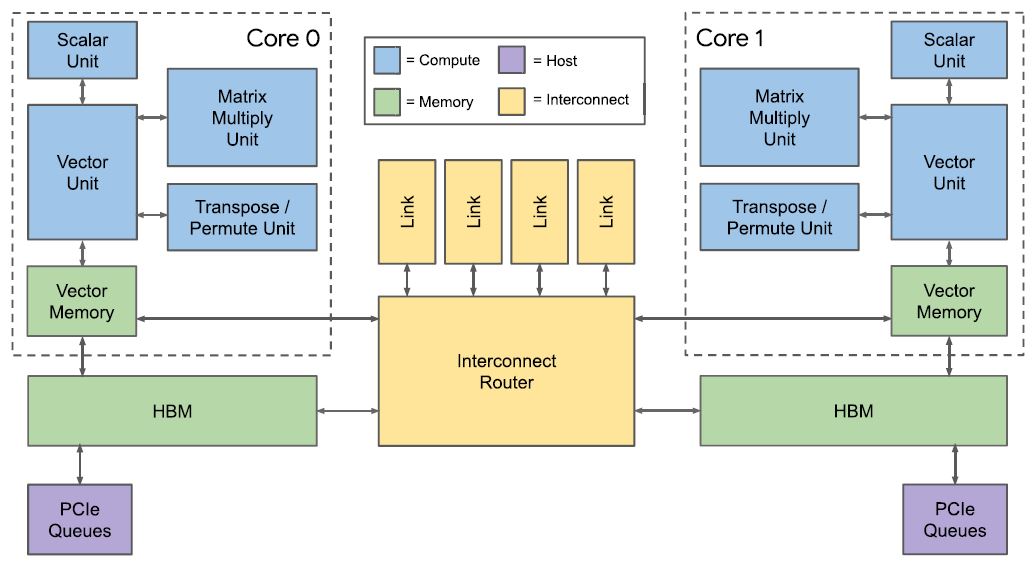 Core 0
Scalar
Unit
Vector
Unit
Matrix
Multiply
Unit
Transpose /
Permute Unit
Vector
Memory
HBM
PCIe
Queues
= Compute
= Host
= Memory
= Interconnect
Link
Link
Link
Link
Interconnect
Router
Core 1
Scalar
Unit
Matrix
Multiply
Unit
Vector
Unit
Transpose /
Permute Unit
Vector
Memory
HBM
PCIe
Queues